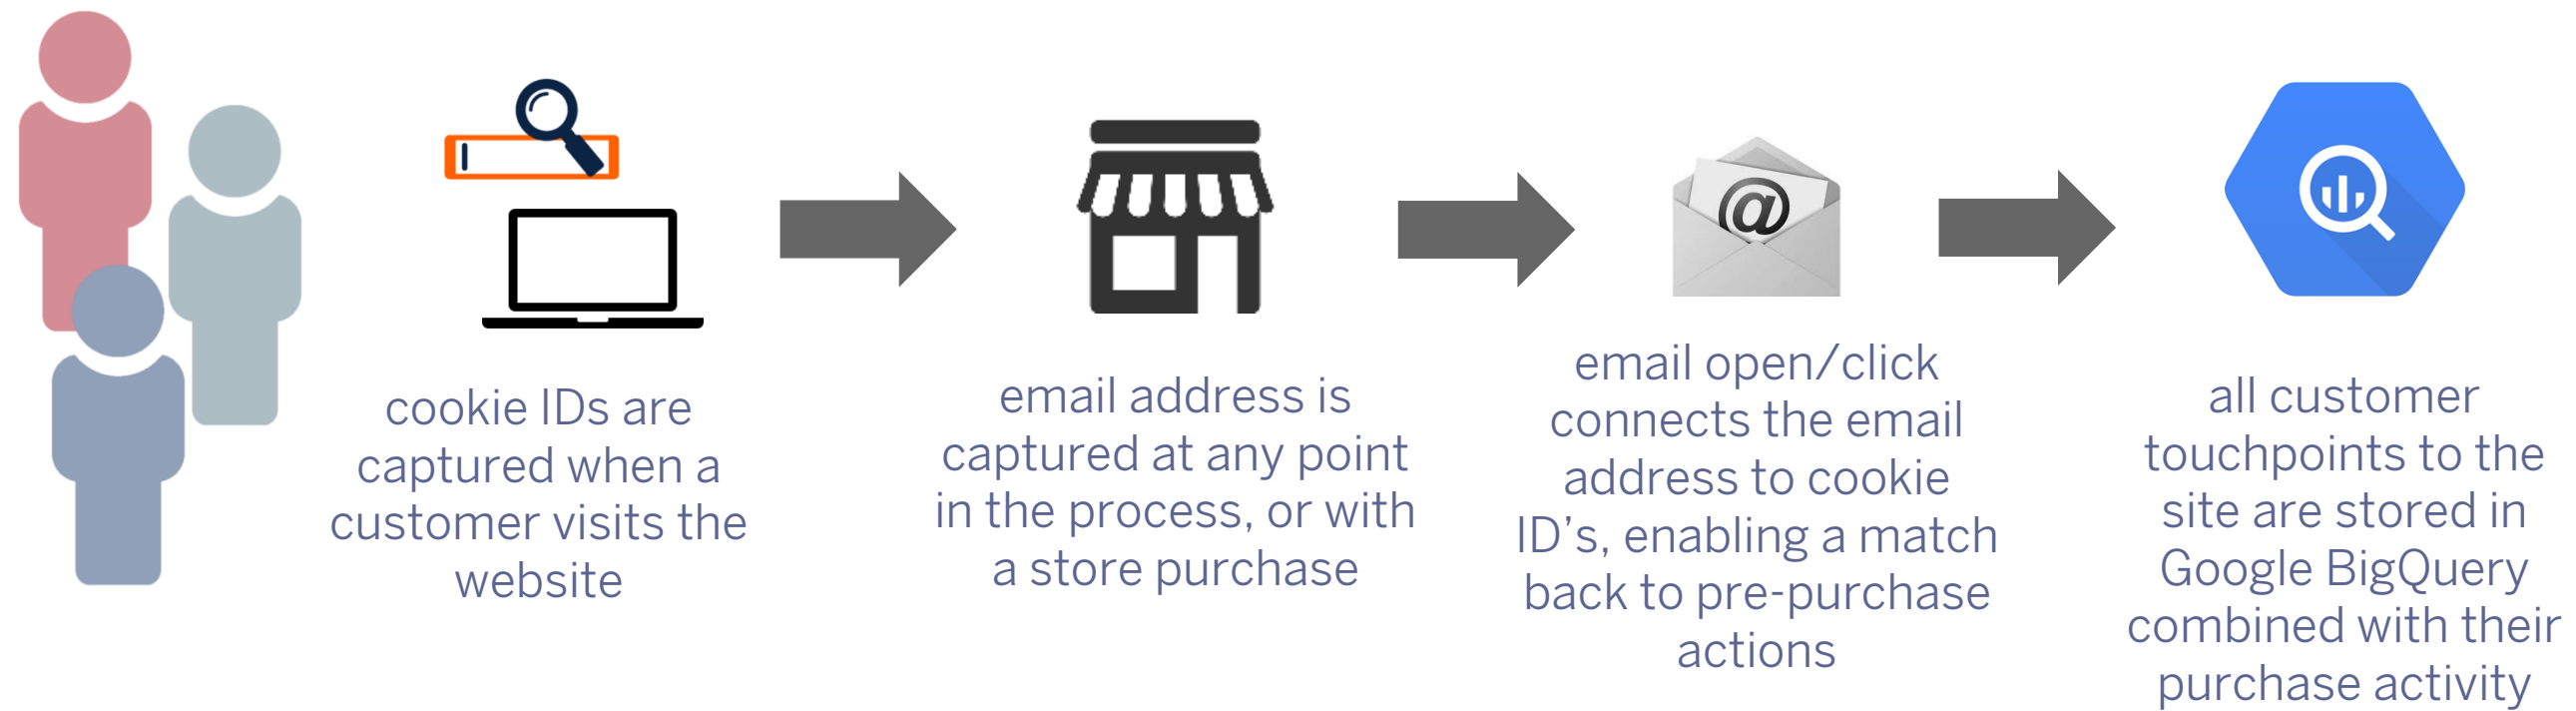 cookie IDs are
captured when a
customer visits the
website
email address is
captured at any point
in the process, or with
a store purchase
@
email open/click
connects the email
address to cookie
ID’s, enabling a match
back to pre-purchase
actions
all customer
touchpoints to the
site are stored in
Google BigQuery
combined with their
purchase activity